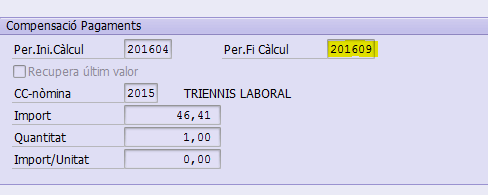 Compensació Pagaments
Per.Ini.Càlcul 201604 Per.Fi Càlcul 201609
Recupera últim valor
CC-nòmina 2015 TRIENNIS LABORAL
Import 46,41
Quantitat 1,00
Import/Unitat 0,00